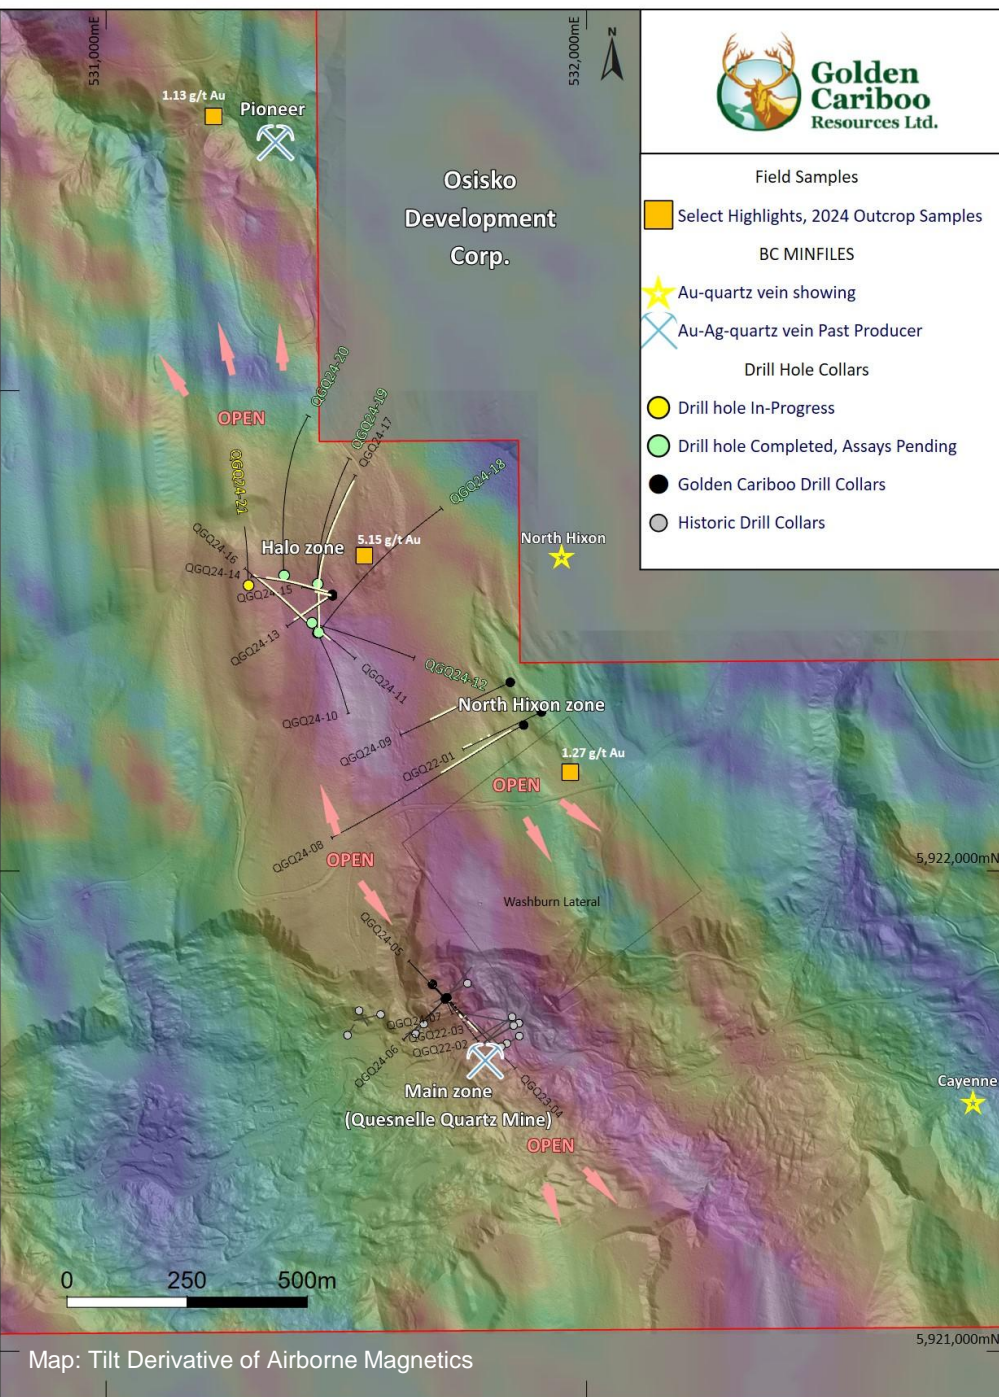 531,000mE
532,000mE
N
Golden
Cariboo
Resources Ltd.
1.13 g/t Au
Pioneer
Osisko
Development
Corp.
Field Samples
Select Highlights, 2024 Outcrop Samples
BC MINFILES
Au-quartz vein showing
Au-Ag-quartz vein Past Producer
Drill Hole Collars
Drill hole In-Progress
Drill hole Completed, Assays Pending
Golden Cariboo Drill Collars
Historic Drill Collars
QGQ24-20
QGQ24-19
QGQ24-17
OPEN
QGQ24-21
QGQ24-18
QGQ24-16
Halo zone
5.15 g/t Au
North Hixon
QGQ24-14
QGQ24-15
QGQ24-13
QGQ24-11
QGQ24-12
QGQ24-10
North Hixon zone
QGQ24-09
QGQ22-01
1.27 g/t Au
OPEN
QGQ24-08
OPEN
5,922,000mN
Washburn Lateral
QGQ24-05
QGQ24-07
QGQ22-03
QGQ22-02
QGQ24-06
QGQ23-04
Main zone
(Quesnelle Quartz Mine)
Cayenne
OPEN
0 250 500m
5,921,000mN
Map: Tilt Derivative of Airborne Magnetics